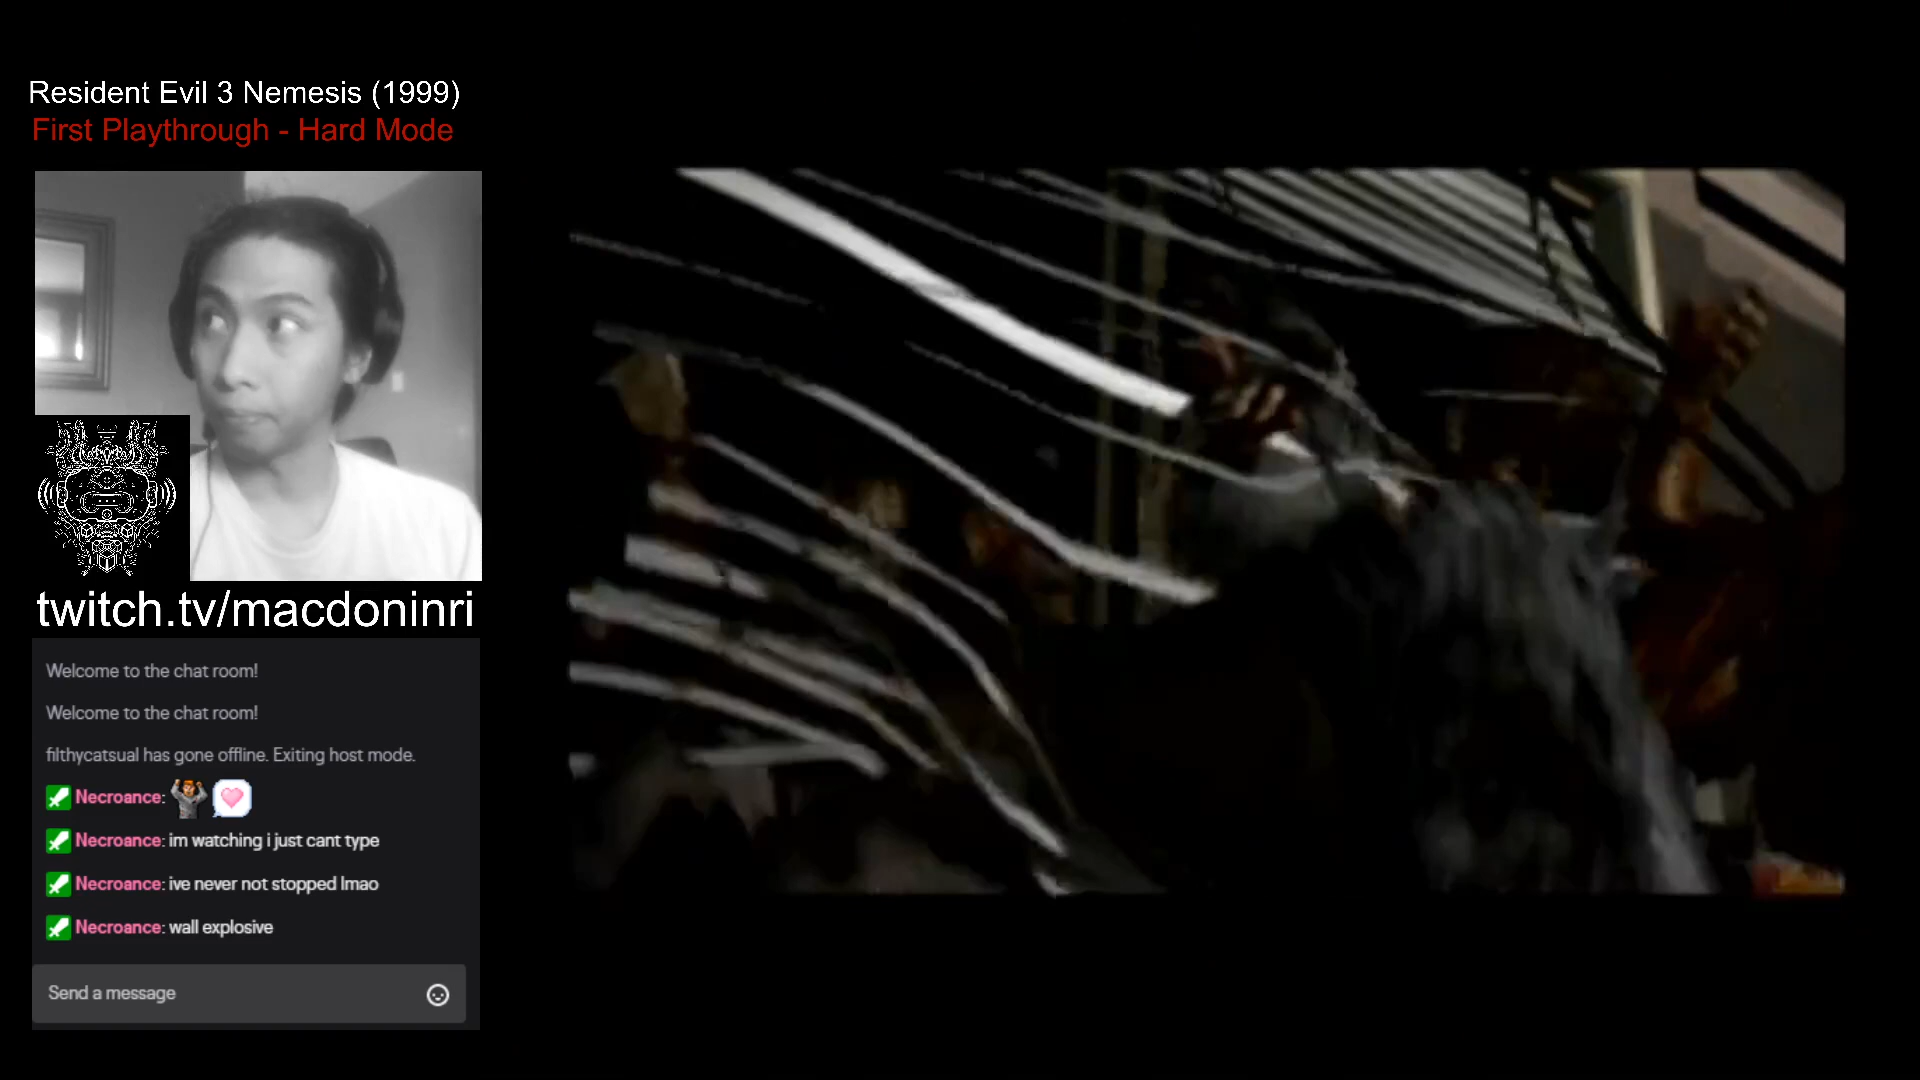 Resident Evil 3 Nemesis (1999)
First Playthrough - Hard Mode
twitch.tv/macdoninri
Welcome to the chat room!
Welcome to the chat room!
filthycatsual has gone offline. Exiting host mode.
Necroance:
Necroance: im watching i just cant type
Necroance: ive never not stopped lmao
Necroance: wall explosive
Send a message